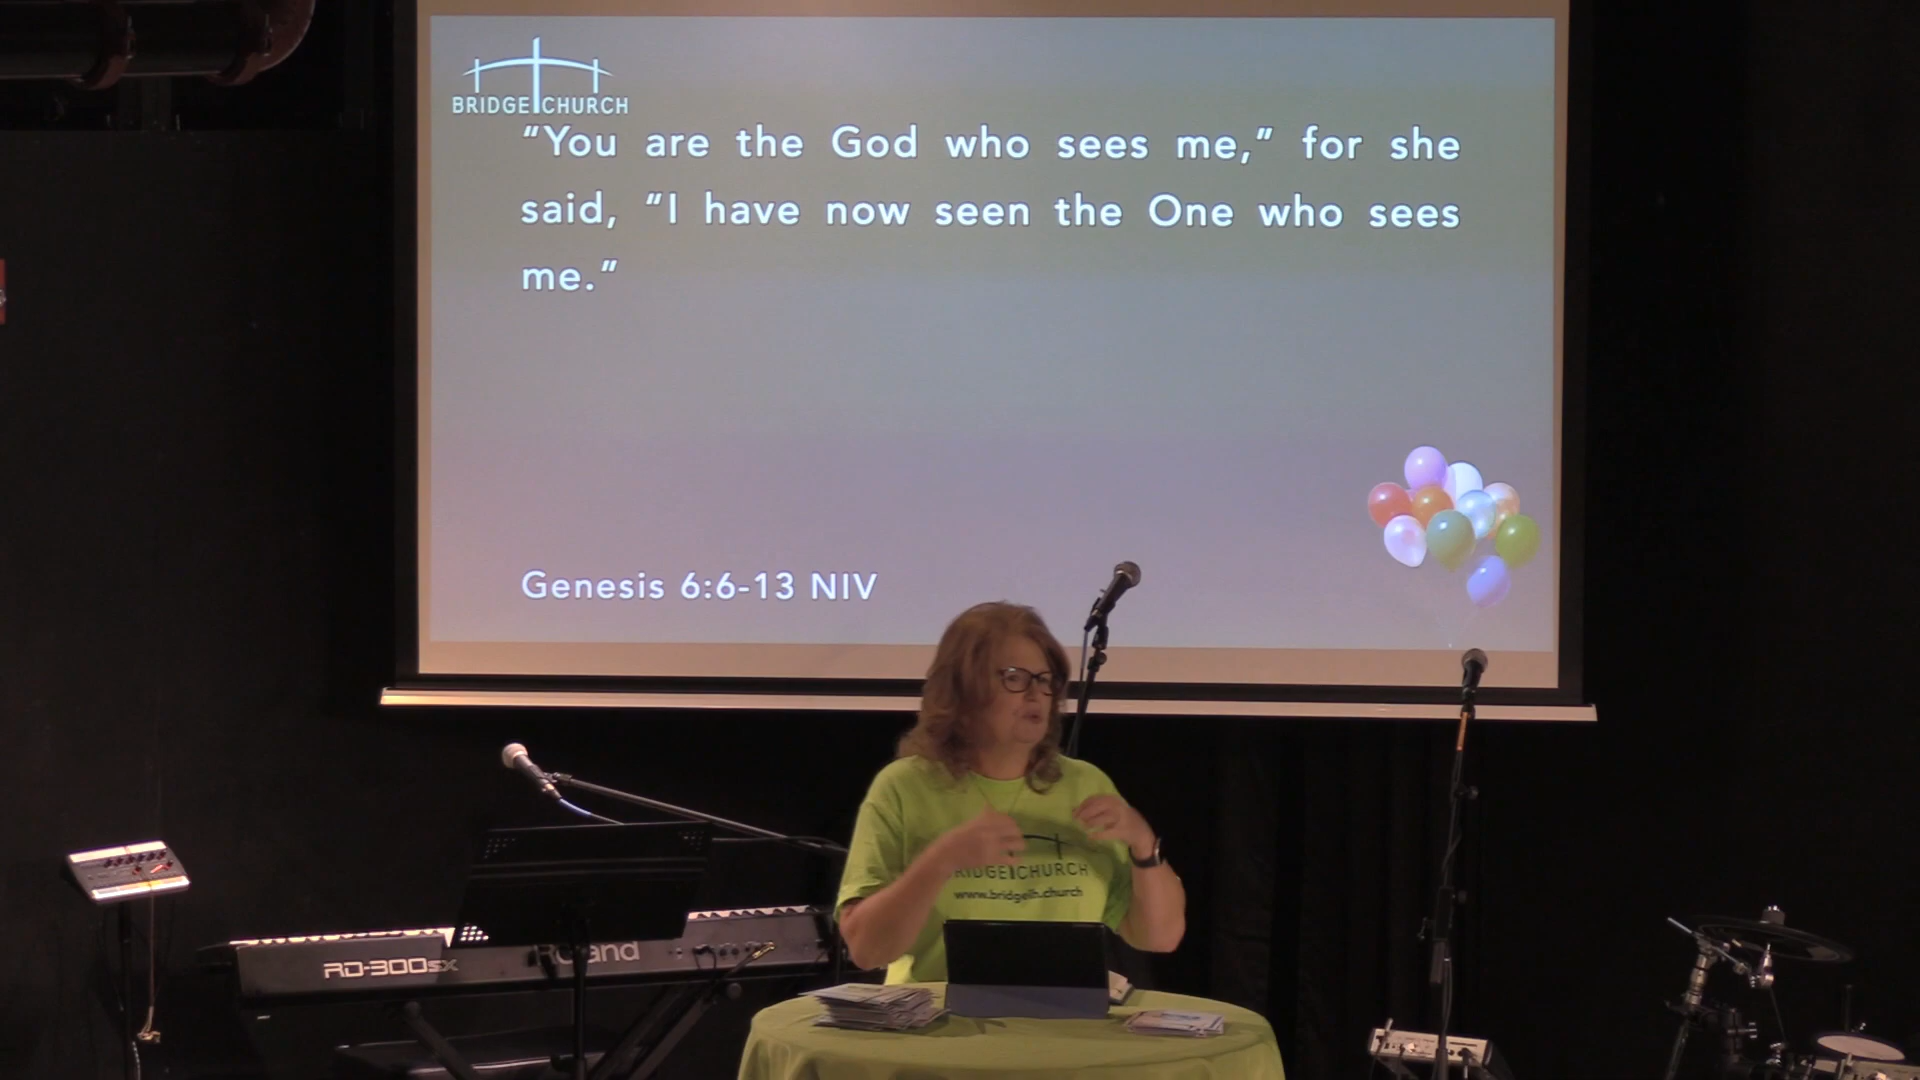 BRIDGE CHURCH
“You are the God who sees me,” for she
said, “I have now seen the One who sees
me.”
Genesis 6:6-13 NIV
BRIDGE CHURCH
www.bridgelh.church
RD-300SX
Roland